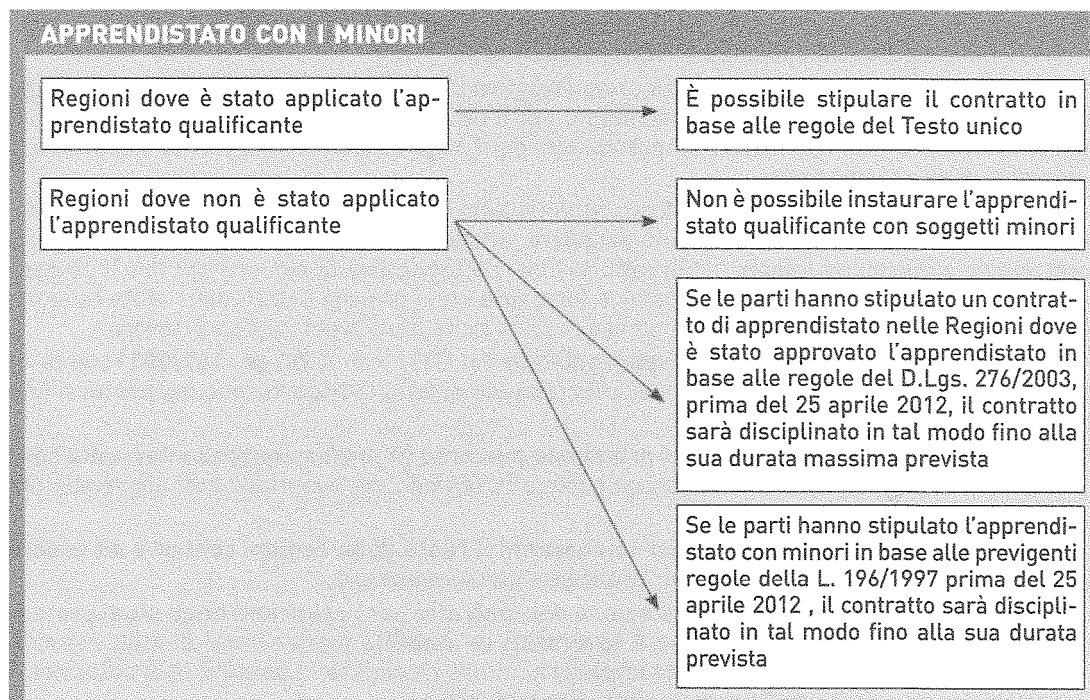 APPRENDISTATO CON I MINORI
Regioni dove è stato applicato l'ap-
prendistato qualificante
È possibile stipulare il contratto in
base alle regole del Testo unico
Regioni dove non è stato applicato
l'apprendistato qualificante
Non è possibile instaurare l'apprendi-
stato qualificante con soggetti minori
Se le parti hanno stipulato un contrat-
to di apprendistato nelle Regioni dove
è stato approvato l'apprendistato in
base alle regole del D.Lgs. 276/2003,
prima del 25 aprile 2012, il contratto
sarà disciplinato in tal modo fino alla
sua durata massima prevista
Se le parti hanno stipulato l'apprendi-
stato con minori in base alle previgenti
regole della L. 196/1997 prima del 25
aprile 2012 , il contratto sarà discipli-
nato in tal modo fino alla sua durata
prevista